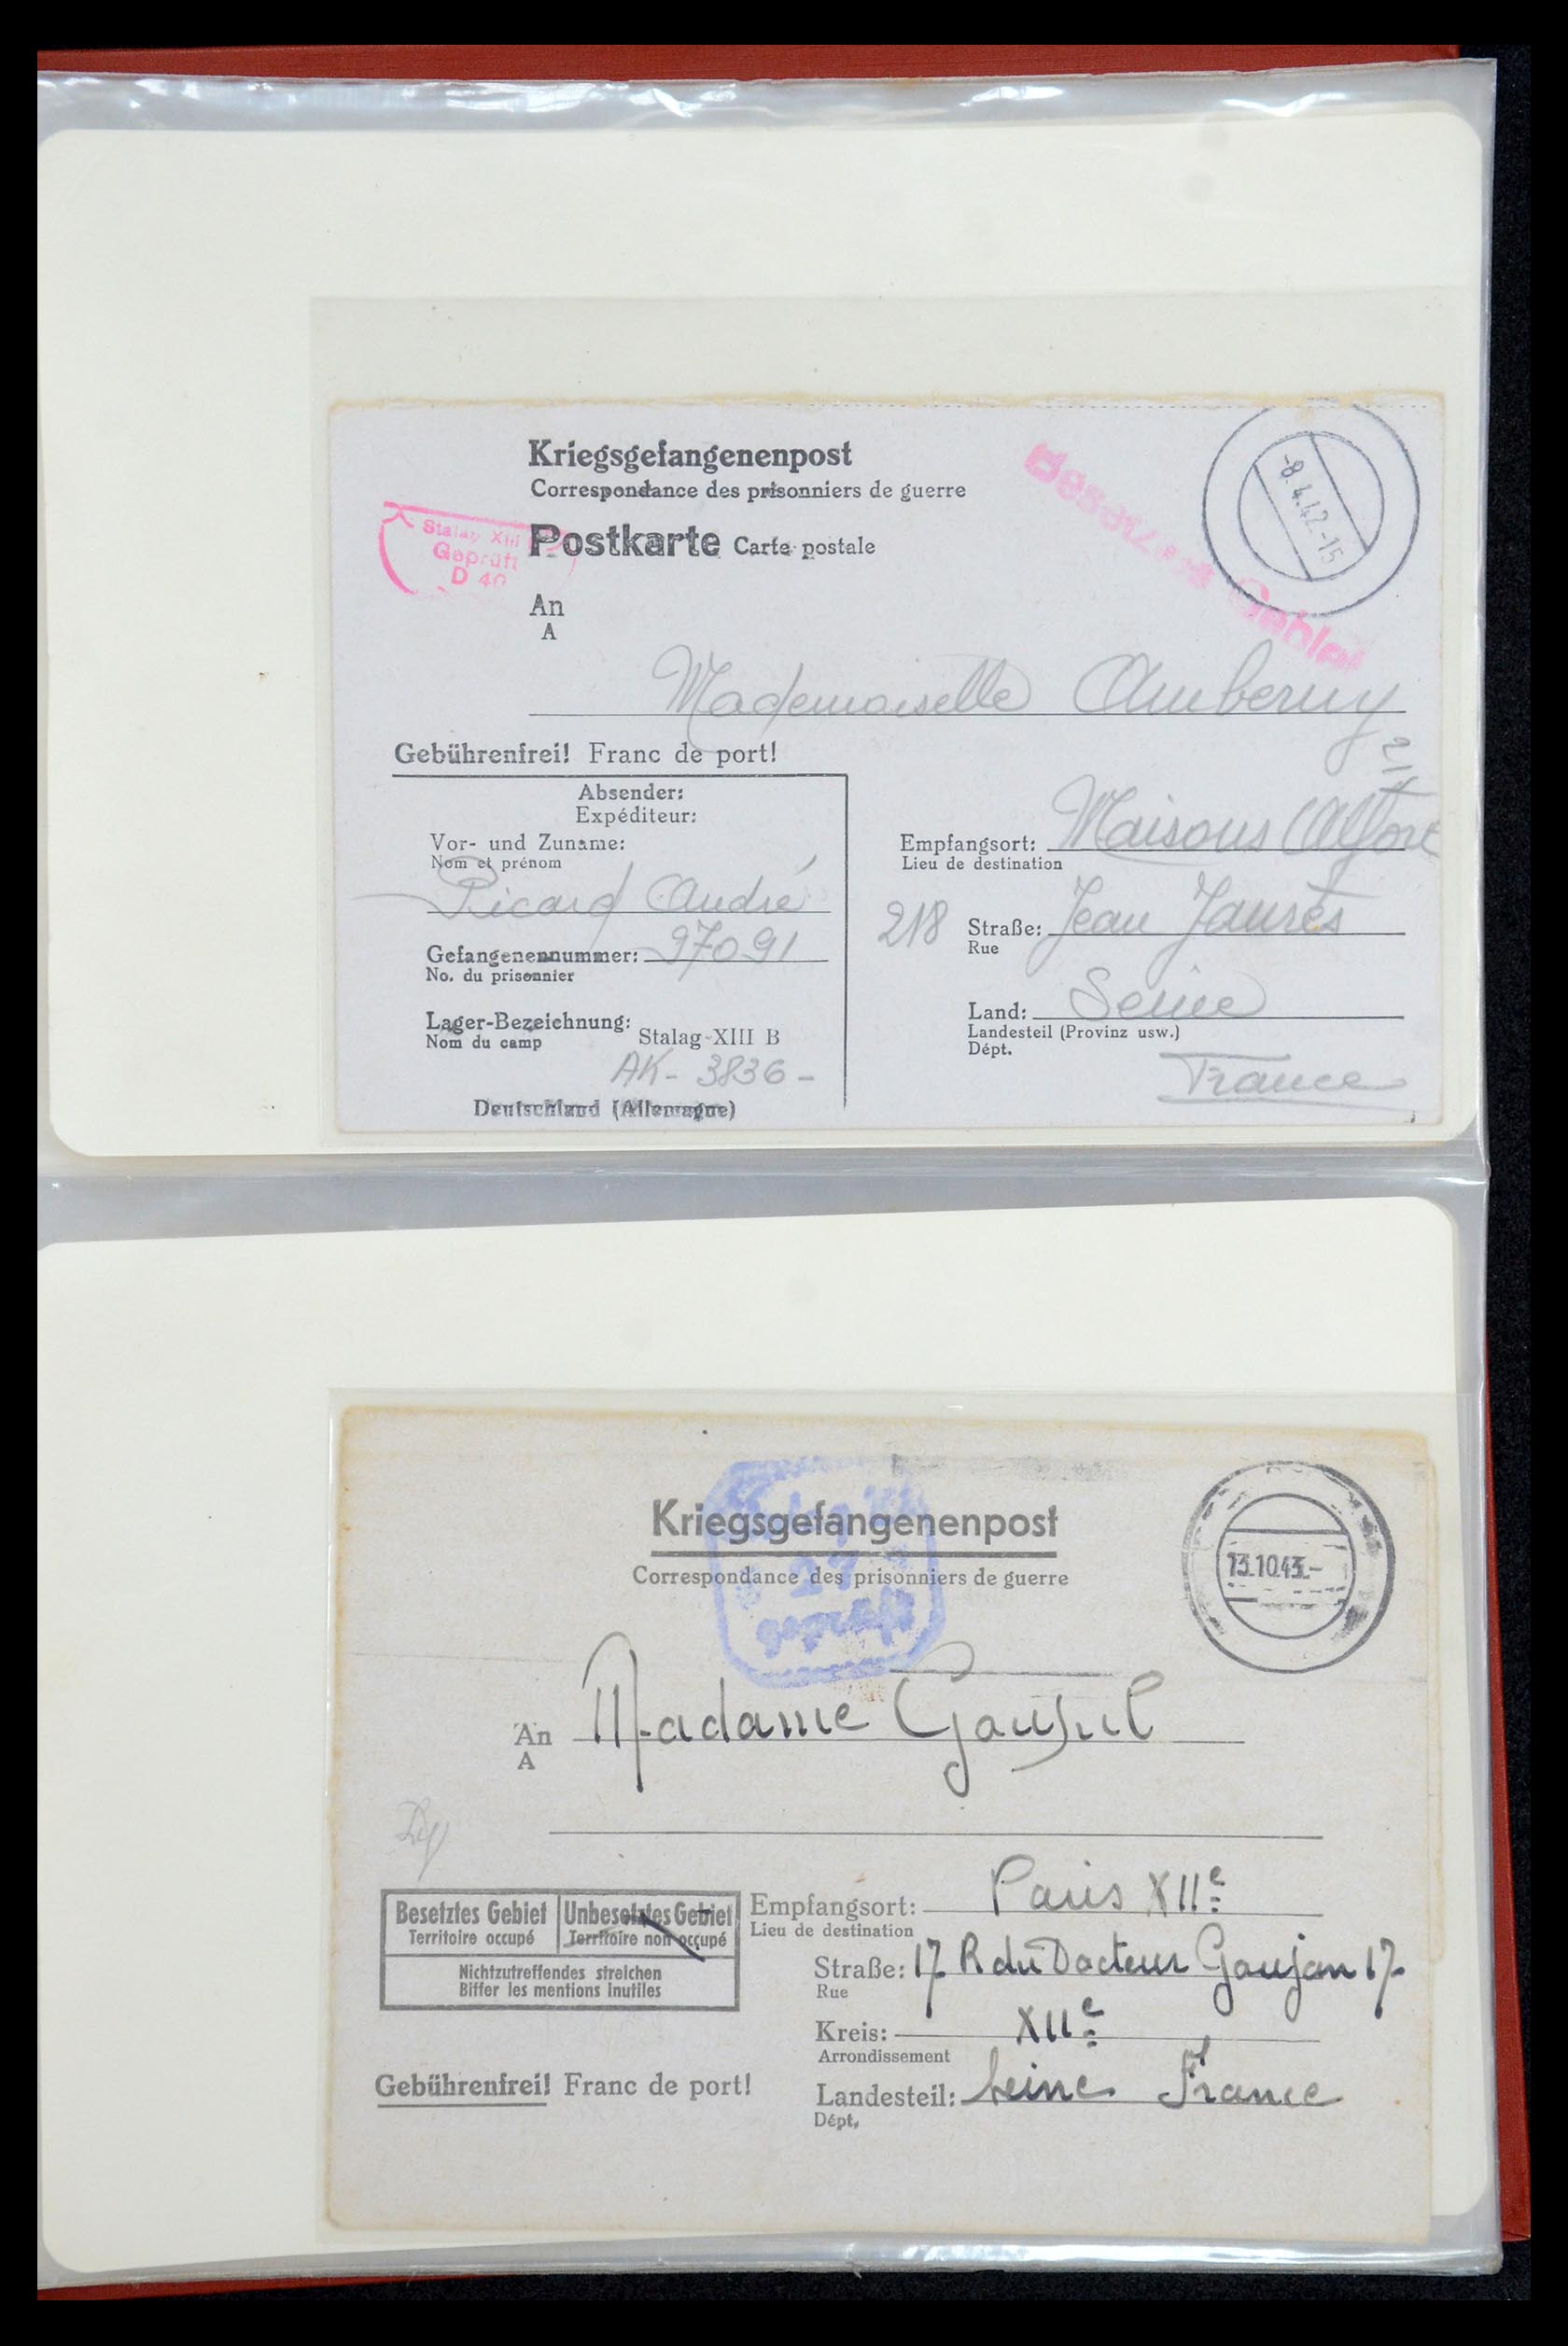 Kriegsgefangenenpost
Correspondance des prisonniers de guerre
Besetztes Gebiet
-8.4.42.-15
Stalag XIII
Geprüft
D 40
Postkarte Carte postale
An
A
Mademoiselle
Gebührenfrei! Franc de port!
Absender:
Expéditeur:
Vor- und Zuname:
Nom et prénom
Ricard André
Gefangenennummer: 97091
No. du prisonnier
Lager-Bezeichnung: Stalag-XIII B
Nom du camp
AK- 3836-
Deutschland (Allemagne)
Empfangsort: Maisons Alfort
Lieu de destination
218 Straße: Jean Jaurès
Rue
Land: Seine
Landesteil (Provinz usw.)
Dépt.
France
Kriegsgefangenenpost
Correspondance des prisonniers de guerre
27
geprüft
13.10.43.-
An Madame
A
Besetztes Gebiet
Territoire occupé
Unbesetztes Gebiet
Territoire non occupé
Nichtzutreffendes streichen
Biffer les mentions inutiles
Empfangsort: Paris XIIe
Lieu de destination
Straße: 17 R du Docteur Goujon 17
Rue
Kreis: XIIe
Arrondissement
Gebührenfrei! Franc de port!
Landesteil: Seine France
Dépt.